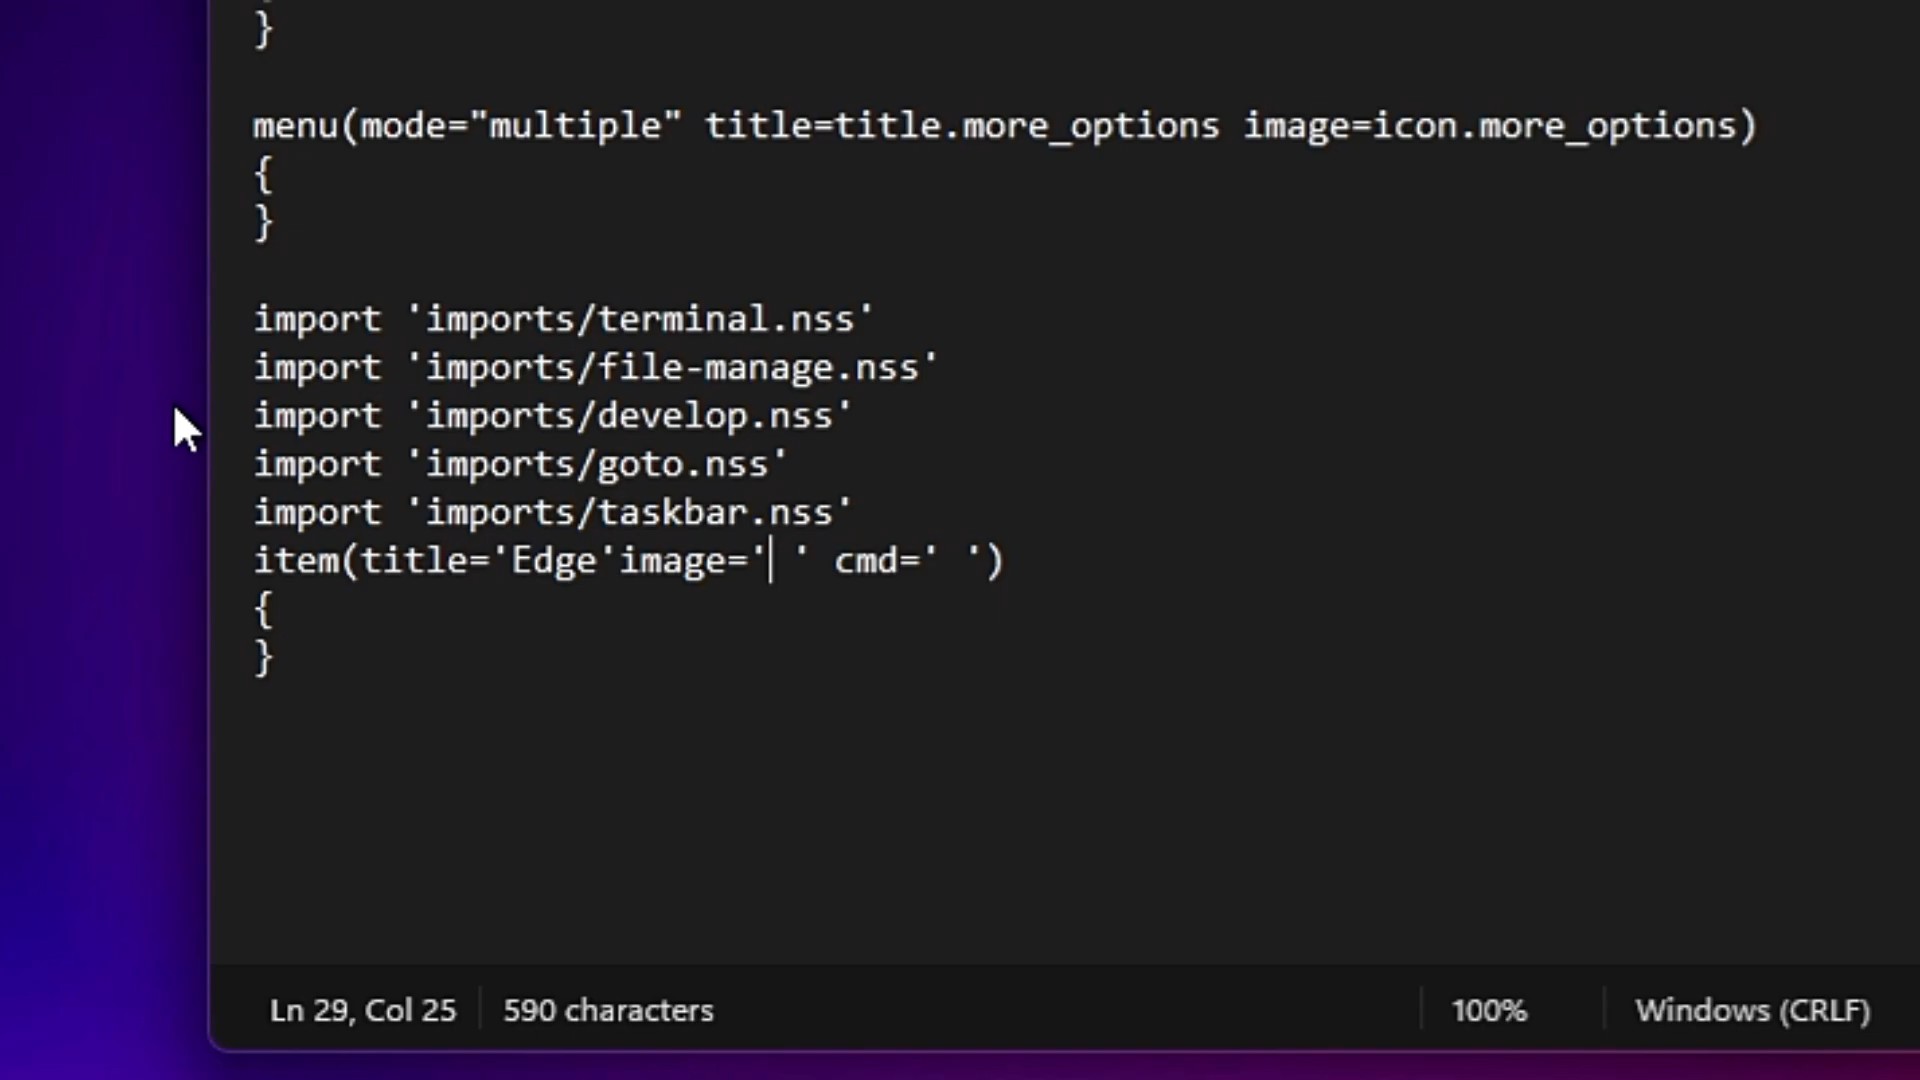 }
menu(mode="multiple" title=title.more_options image=icon.more_options)
{
}
import 'imports/terminal.nss'
import 'imports/file-manage.nss'
import 'imports/develop.nss'
import 'imports/goto.nss'
import 'imports/taskbar.nss'
item(title='Edge'image=' ' cmd=' ')
{
}
Ln 29, Col 25 590 characters 100% Windows (CRLF)